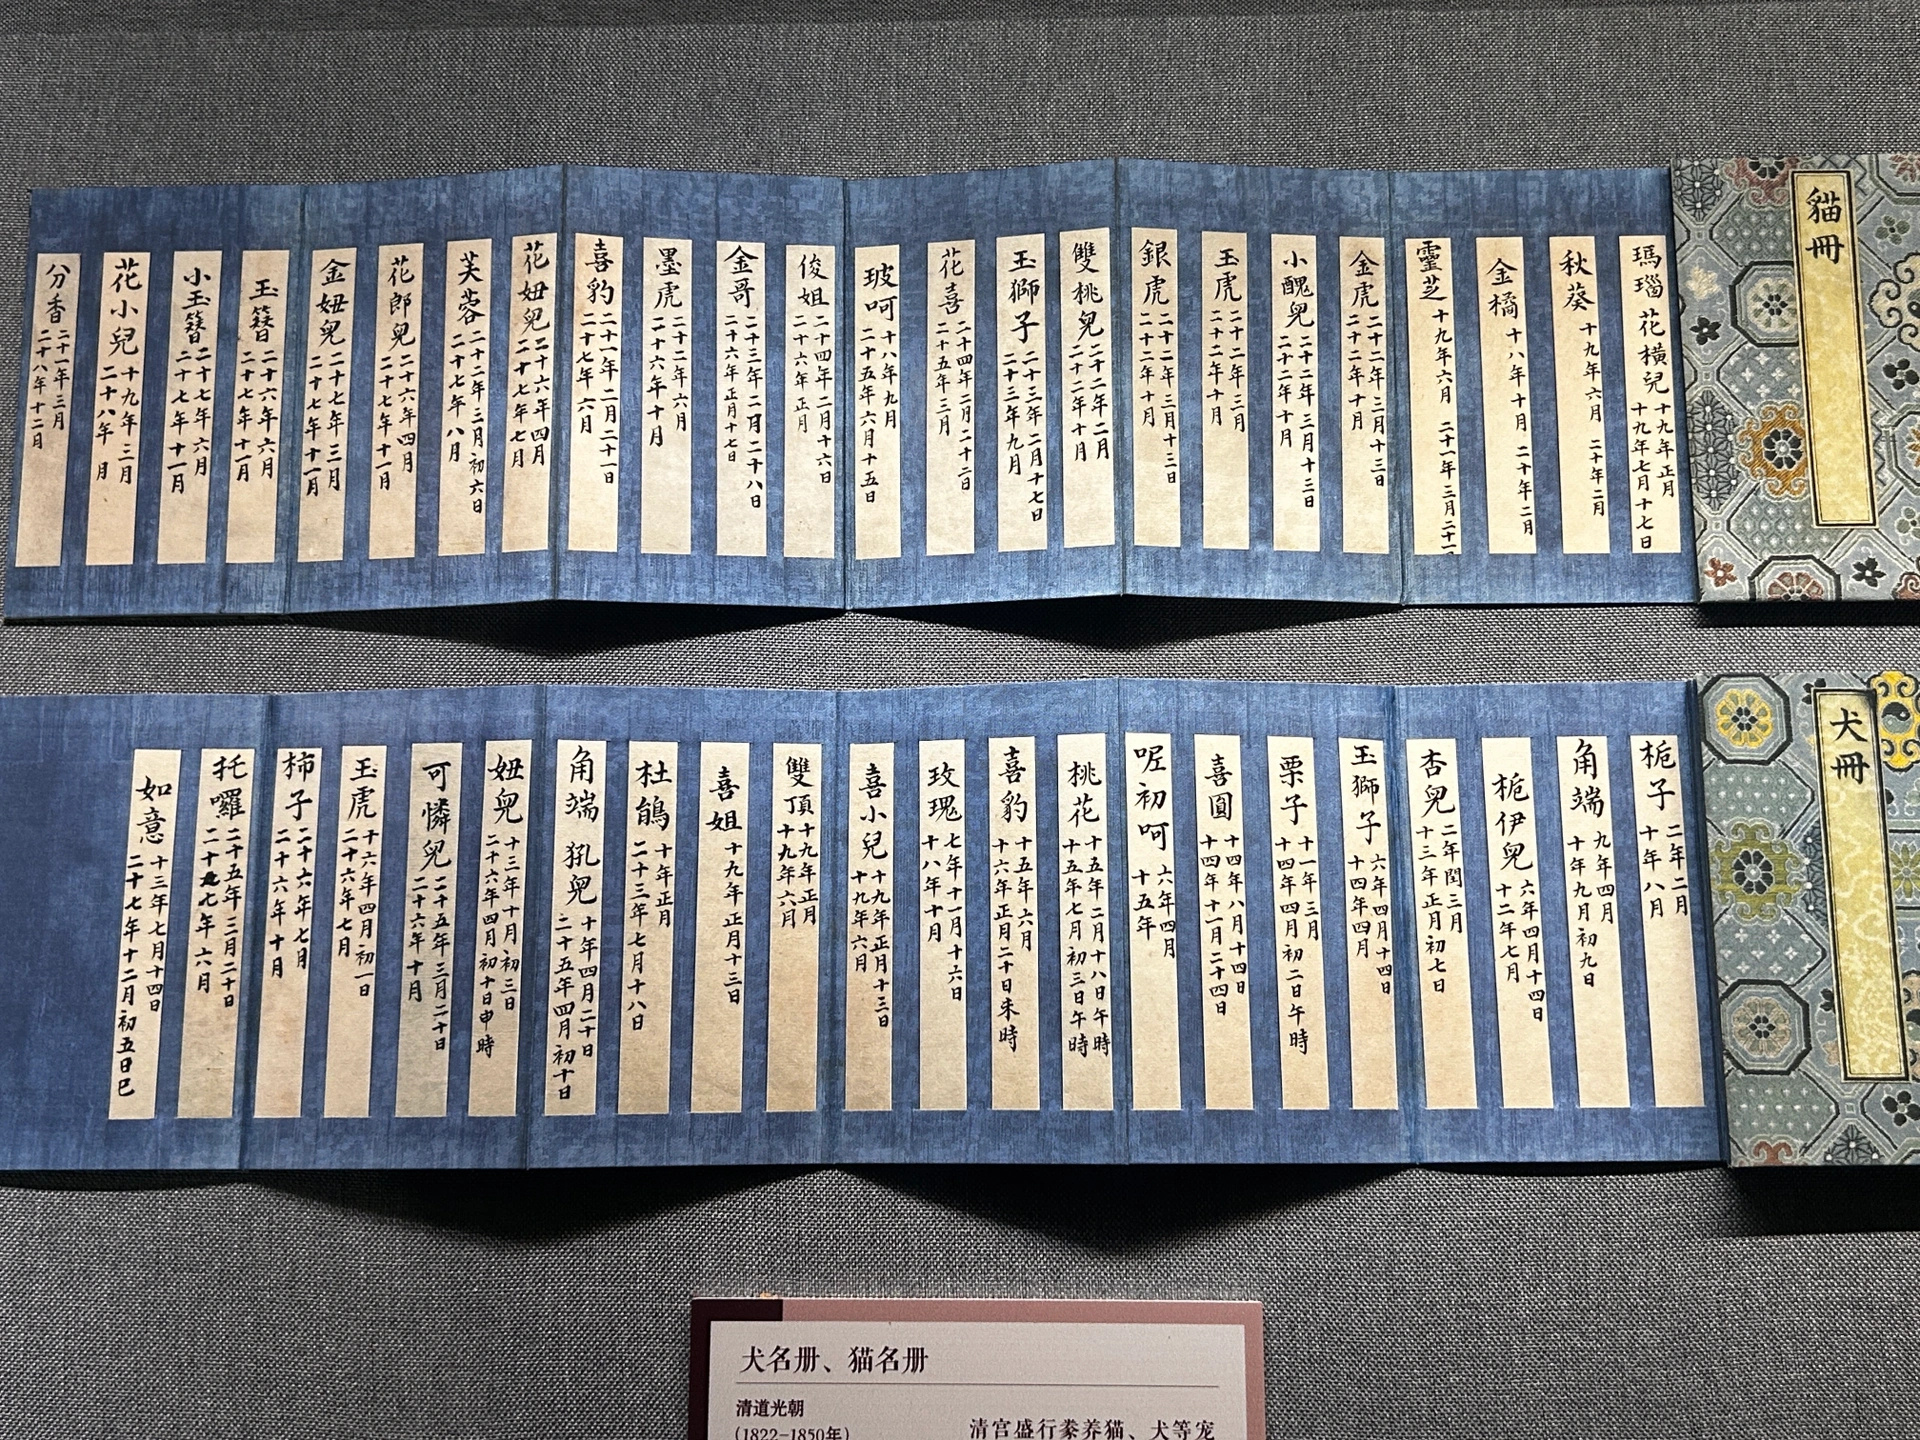 貓冊
瑪瑙花橫兒 十九年正月
十九年七月十七日
秋葵 十九年六月 二十年二月
金橘 十八年十月 二十年二月
靈芝 十九年六月 二十一年三月二十一
金虎 二十二年三月十三日
二十二年十月
小醜兒 二十二年三月十三日
二十二年十月
玉虎 二十二年三月
二十二年十月
銀虎 二十二年三月十三日
二十二年十月
雙桃兒 二十二年二月
二十二年十月
玉獅子 二十三年二月十七日
二十三年九月
花喜 二十四年二月二十二日
二十五年三月
玻呵 十八年九月
二十五年六月十五日
俊姐 二十四年二月十六日
二十六年正月
金哥 二十三年二月二十八日
二十六年正月十七日
墨虎 二十二年六月
二十六年十月
喜豹 二十一年二月二十一日
二十七年六月
花妞兒 二十六年四月
二十七年七月
芙蓉 二十二年三月初六日
二十七年八月
花郎兒 二十六年四月
二十七年十一月
金妞兒 二十七年三月
二十七年十一月
玉簪 二十六年六月
二十七年十一月
小玉簪 二十七年六月
二十七年十一月
花小兒 十九年三月
二十八年 月
分香 二十一年三月
二十八年十二月
犬冊
梔子 二年二月
十年八月
角端 九年四月
十年九月初九日
梔伊兒 六年四月十四日
十二年七月
杏兒 二年閏三月
十三年正月初七日
玉獅子 六年四月十四日
十四年四月
栗子 十一年三月
十四年四月初二日午時
喜圓 十四年八月十四日
十四年十一月二十四日
喔初呵 六年四月
十五年
桃花 十五年二月十八日午時
十五年七月初三日午時
喜豹 十五年六月
十六年正月二十日未時
玫瑰 七年十一月十六日
十八年十月
喜小兒 十九年正月十三日
十九年六月
雙頂 十九年正月
十九年六月
喜姐 十九年正月十三日
杜鵑 十年正月
二十三年七月十八日
角端犼兒 十年四月二十日
二十五年四月初十日
妞兒 十三年十月初三日
二十六年四月初十日申時
可憐兒 二十五年三月二十日
二十六年十月
玉虎 十六年四月初一日
二十六年七月
柿子 二十六年七月
二十六年十月
托囉 二十五年三月二十日
二十七年六月
如意 十三年七月十四日
二十七年十二月初五日巳
犬名册、猫名册
清道光朝
(1822–1850年)
清宫盛行豢养猫、犬等宠